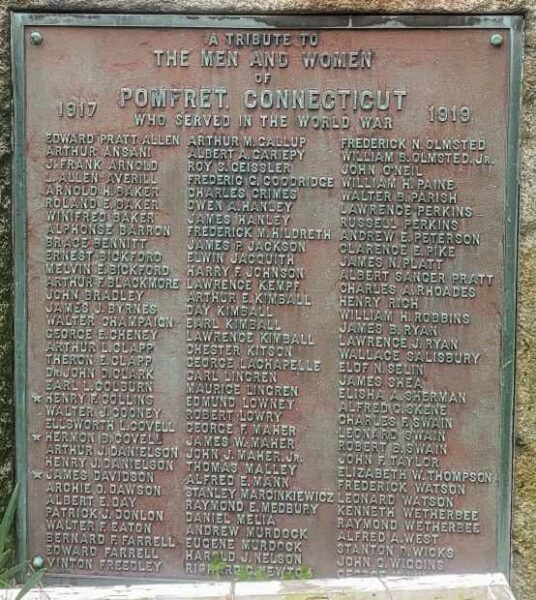 A TRIBUTE TO
THE MEN AND WOMEN
OF
POMFRET, CONNECTICUT
1917 1919
WHO SERVED IN THE WORLD WAR
EDWARD PRATT ALLEN
ARTHUR ANSANI
J. FRANK ARNOLD
L. ALLEN AVERILL
ARNOLD H. BAKER
ROLAND E. BAKER
WINIFRED BAKER
ALPHONSE BARRON
BRACE BENNITT
ERNEST BICKFORD
MELVIN E. BICKFORD
ARTHUR F. BLACKMORE
JOHN BRADLEY
JAMES J. BYRNES
WALTER CHAMPAIGN
GEORGE E. CHENEY
ARTHUR L. CLAPP
THERON E. CLAPP
DR. JOHN D. CLARK
EARL L. COLBURN
★ HENRY F. COLLINS
WALTER J. COONEY
ELLSWORTH L. COVELL
★ HERMON B. COVELL
ARTHUR J. DANIELSON
HENRY J. DANIELSON
★ JAMES DAVIDSON
ARCHIE O. DAWSON
ALBERT E. DAY
PATRICK J. DONLON
WALTER F. EATON
BERNARD F. FARRELL
EDWARD FARRELL
VINTON FREEDLEY
ARTHUR M. GALLUP
ALBERT A. GARIEPY
ROY S. GEISSLER
FREDERIC G. GOODRIDGE
CHARLES GRIMES
OWEN A. HANLEY
JAMES HANLEY
FREDERICK M. HILDRETH
JAMES P. JACKSON
ELWIN JACQUITH
HARRY F. JOHNSON
LAWRENCE KEMPF
ARTHUR E. KIMBALL
DAY KIMBALL
EARL KIMBALL
LAWRENCE KIMBALL
CHESTER KITSON
GEORGE LACHAPELLE
EARL LINGREN
MAURICE LINGREN
EDMUND LOWNEY
ROBERT LOWRY
GEORGE F. MAHER
JAMES W. MAHER
JOHN J. MAHER, JR.
THOMAS MALLEY
ALFRED E. MANN
STANLEY MARCINKIEWICZ
RAYMOND E. MEDBURY
DANIEL MELIA
ANDREW MURDOCK
EUGENE MURDOCK
HAROLD J. NELSON
FREDERICK N. OLMSTED
WILLIAM B. OLMSTED, JR.
JOHN O'NEIL
WILLIAM H. PAINE
WALTER B. PARISH
LAWRENCE PERKINS
RUSSELL PERKINS
ANDREW E. PETERSON
CLARENCE L. PIKE
JAMES N. PLATT
ALBERT SANGER PRATT
CHARLES A. RHOADES
HENRY RICH
WILLIAM H. ROBBINS
JAMES B. RYAN
LAWRENCE J. RYAN
WALLACE SALISBURY
ELOF N. SELIN
JAMES SHEA
ELISHA A. SHERMAN
ALFRED C. SKENE
CHARLES F. SWAIN
LEONARD SWAIN
ROBERT B. SWAIN
JOHN F. TAYLOR
ELIZABETH W. THOMPSON
FREDERICK WATSON
LEONARD WATSON
KENNETH WETHERBEE
RAYMOND WETHERBEE
ALFRED A. WEST
STANTON D. WICKS
JOHN G. WIGGINS